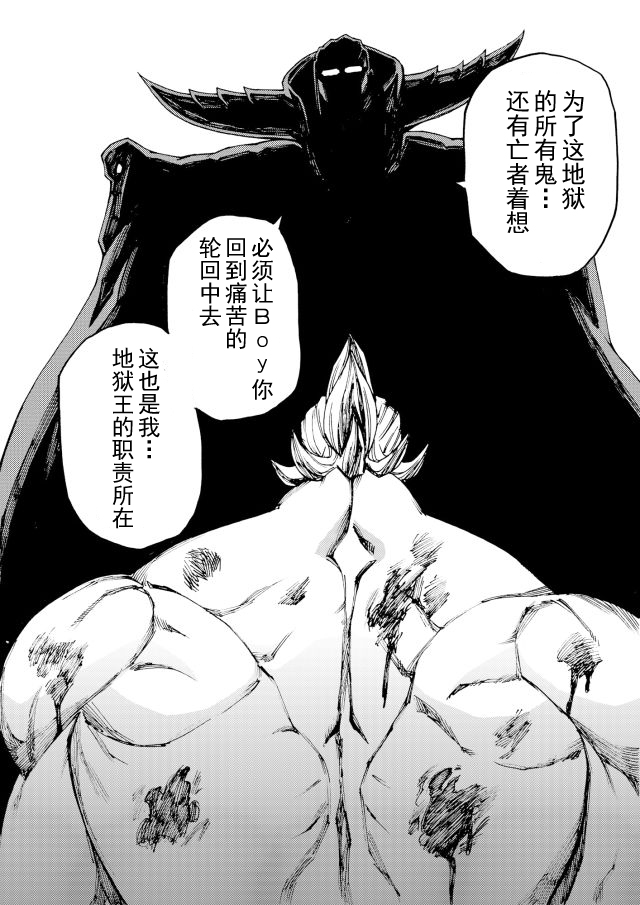 为了这地狱
的所有鬼…
还有亡者着想
必须让Boy你
回到痛苦的
轮回中去
这也是我…
地狱王的职责所在